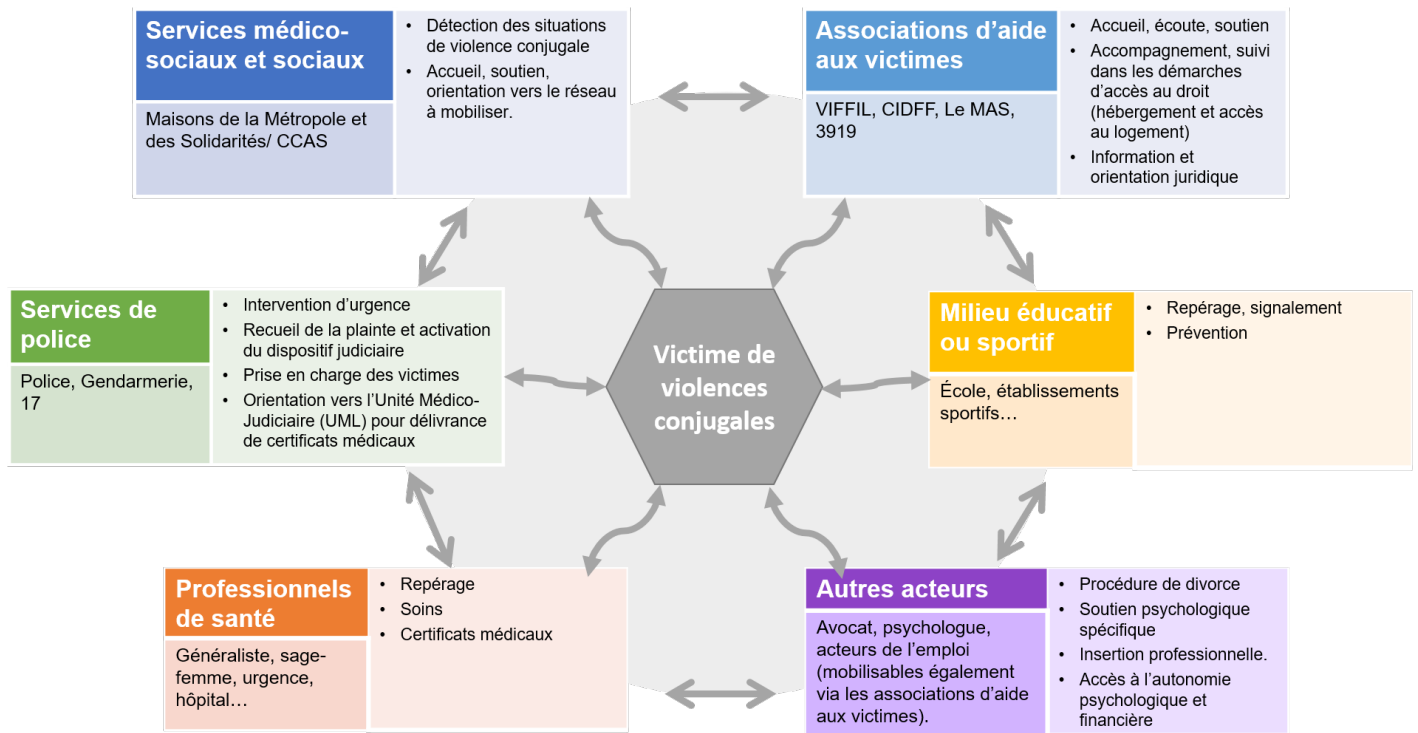 Services médico-
sociaux et sociaux
Maisons de la Métropole et
des Solidarités/ CCAS
• Détection des situations
de violence conjugale
• Accueil, soutien,
orientation vers le réseau
à mobiliser.
Associations d’aide
aux victimes
VIFFIL, CIDFF, Le MAS,
3919
• Accueil, écoute, soutien
• Accompagnement, suivi
dans les démarches
d’accès au droit
(hébergement et accès
au logement)
• Information et
orientation juridique
Services de
police
Police, Gendarmerie,
17
• Intervention d’urgence
• Recueil de la plainte et activation
du dispositif judiciaire
• Prise en charge des victimes
• Orientation vers l’Unité Médico-
Judiciaire (UML) pour délivrance
de certificats médicaux
Victime de
violences
conjugales
Milieu éducatif
ou sportif
École, établissements
sportifs…
• Repérage, signalement
• Prévention
Professionnels
de santé
Généraliste, sage-
femme, urgence,
hôpital…
• Repérage
• Soins
• Certificats médicaux
Autres acteurs
Avocat, psychologue,
acteurs de l’emploi
(mobilisables également
via les associations d’aide
aux victimes).
• Procédure de divorce
• Soutien psychologique
spécifique
• Insertion professionnelle.
• Accès à l’autonomie
psychologique et
financière